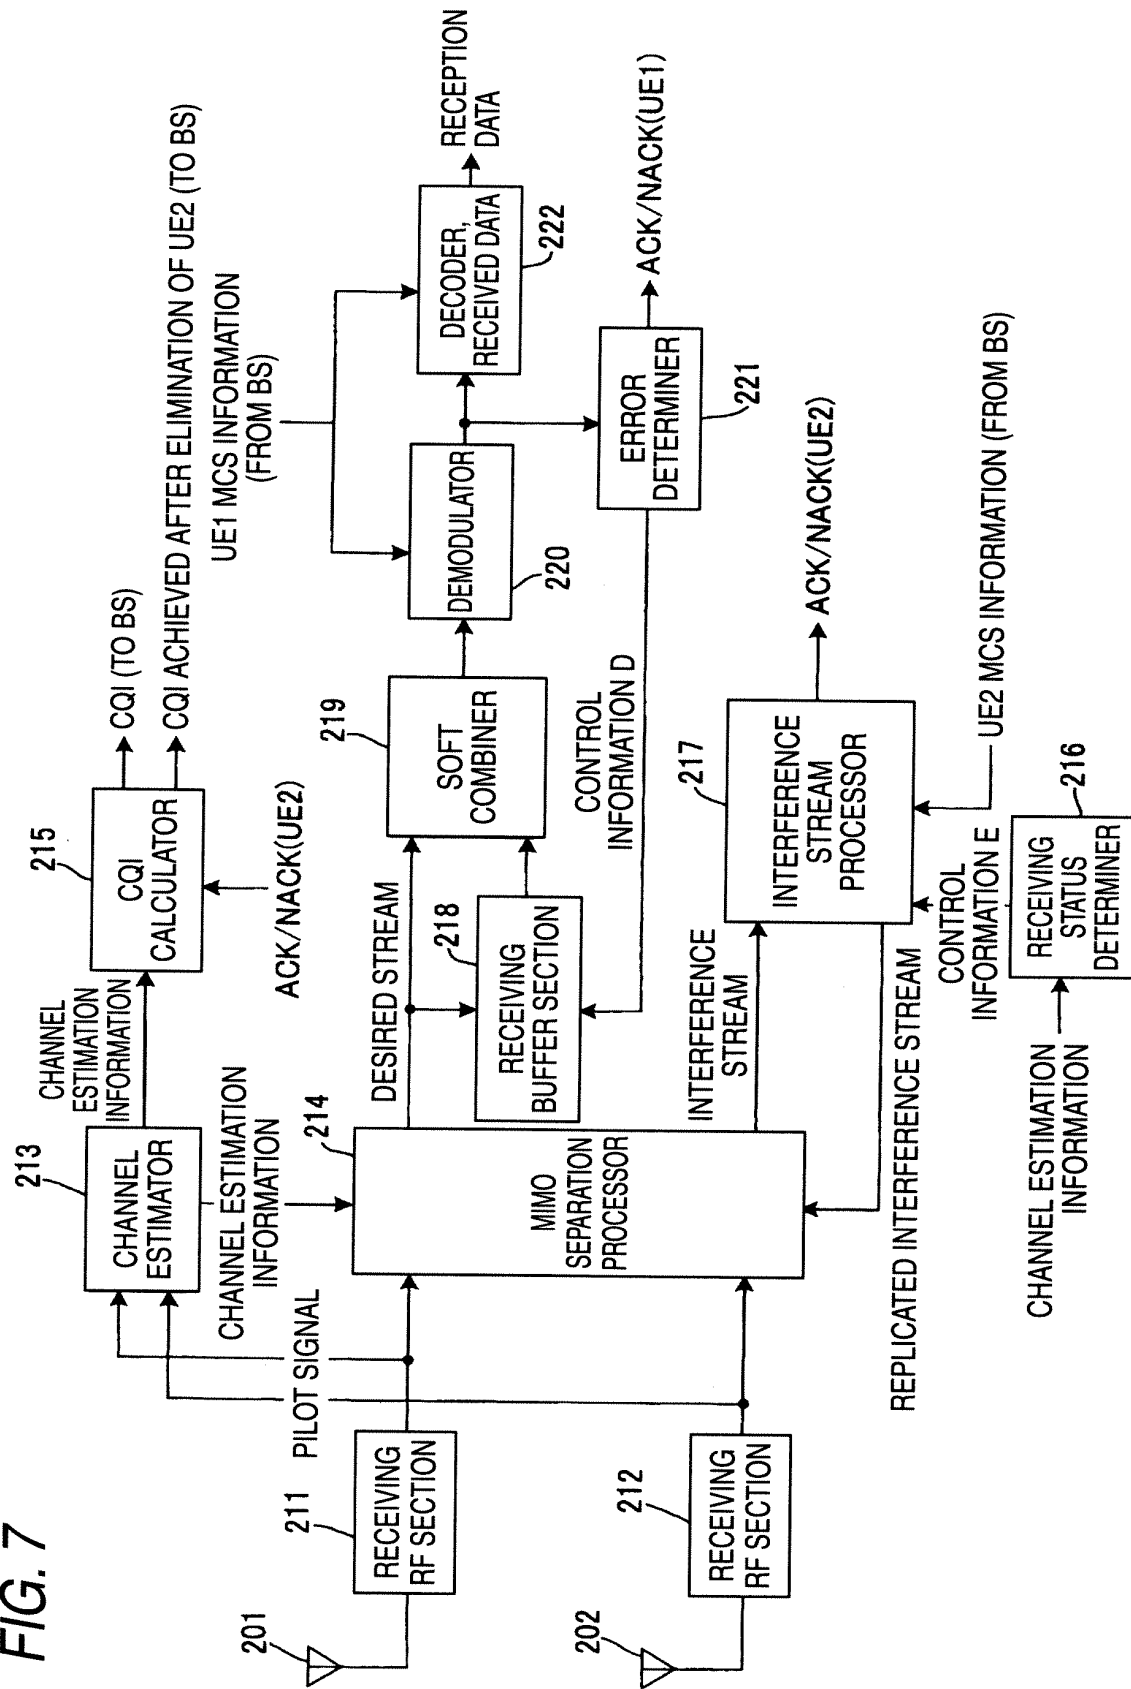 FIG. 7
201
211
RECEIVING
RF SECTION
202
212
RECEIVING
RF SECTION
PILOT SIGNAL
213
CHANNEL
ESTIMATOR
CHANNEL
ESTIMATION
INFORMATION
CHANNEL ESTIMATION
INFORMATION
214
MIMO
SEPARATION
PROCESSOR
215
CQI
CALCULATOR
CQI (TO BS)
CQI ACHIEVED AFTER ELIMINATION OF UE2 (TO BS)
ACK/NACK(UE2)
DESIRED STREAM
218
RECEIVING
BUFFER SECTION
219
SOFT
COMBINER
UE1 MCS INFORMATION
(FROM BS)
DEMODULATOR
220
DECODER,
RECEIVED DATA
222
RECEPTION
DATA
ERROR
DETERMINER
221
ACK/NACK(UE1)
CONTROL
INFORMATION D
INTERFERENCE
STREAM
217
INTERFERENCE
STREAM
PROCESSOR
ACK/NACK(UE2)
REPLICATED INTERFERENCE STREAM
UE2 MCS INFORMATION (FROM BS)
CONTROL
INFORMATION E
216
RECEIVING
STATUS
DETERMINER
CHANNEL ESTIMATION
INFORMATION